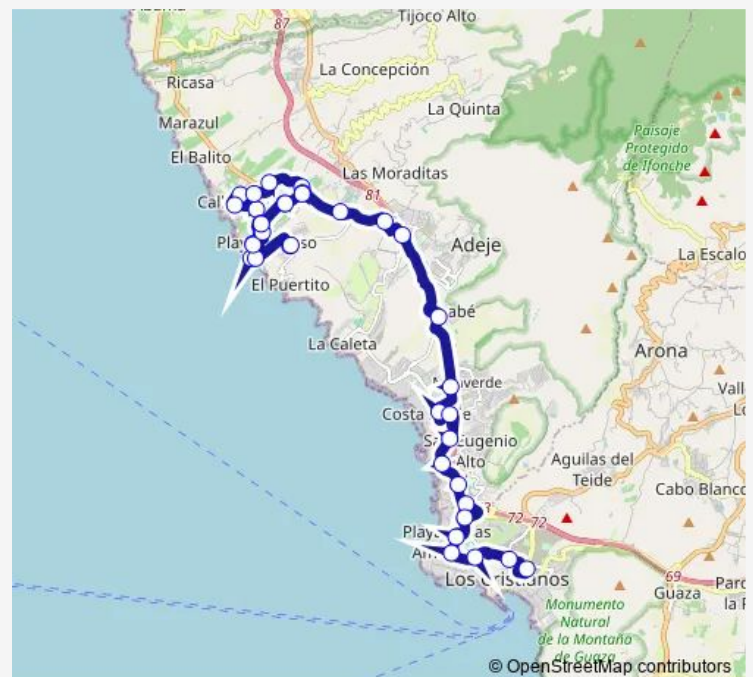 Tijoco Alto
87
La Concepción
Ricasa
La Quinta
Marazul
Paisaje
Protegido
de Ifonche
El Balito
Las Moraditas
81
Adeje
La Escalo
El Puertito
La Caleta
Arona
Costa
Eugenio
Alto
Aguilas del
Teide
Cabo Blanco
72
72
69
Guaza
Los Cristianos
Monumento
Natural
de la Montaña
de Guaza
© OpenStreetMap contributors